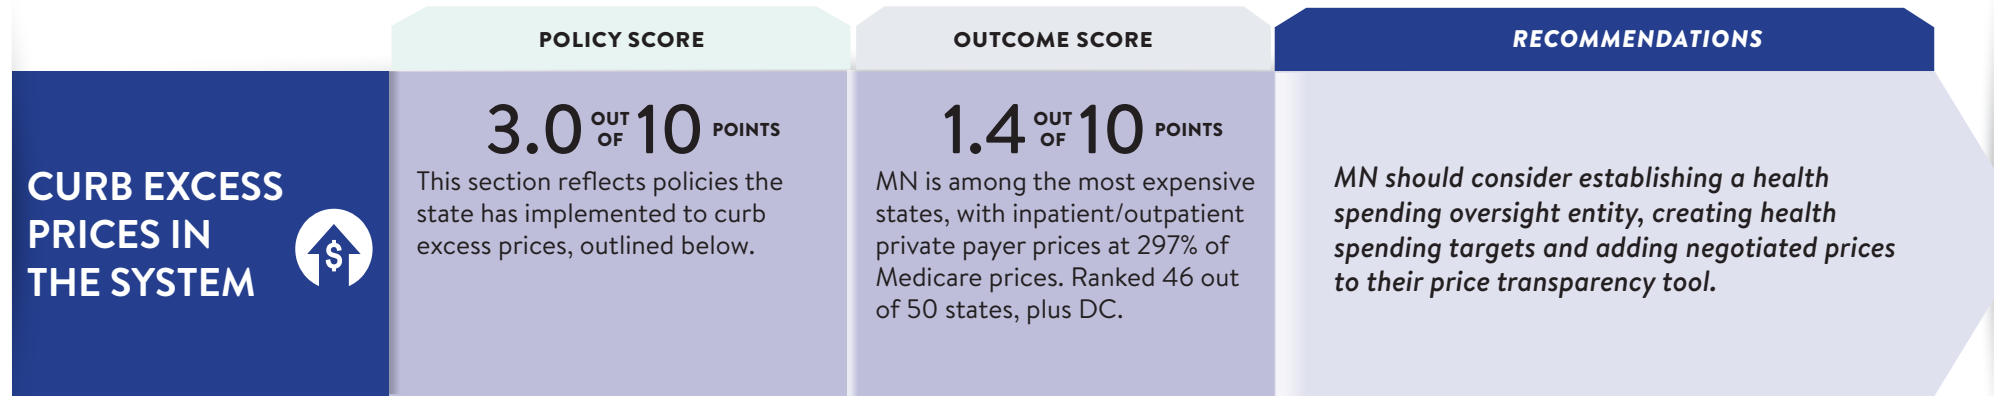 POLICY SCORE
OUTCOME SCORE
RECOMMENDATIONS
CURB EXCESS
PRICES IN
THE SYSTEM
$
3.0 OUT OF 10 POINTS
This section reflects policies the
state has implemented to curb
excess prices, outlined below.
1.4 OUT OF 10 POINTS
MN is among the most expensive
states, with inpatient/outpatient
private payer prices at 297% of
Medicare prices. Ranked 46 out
of 50 states, plus DC.
MN should consider establishing a health
spending oversight entity, creating health
spending targets and adding negotiated prices
to their price transparency tool.